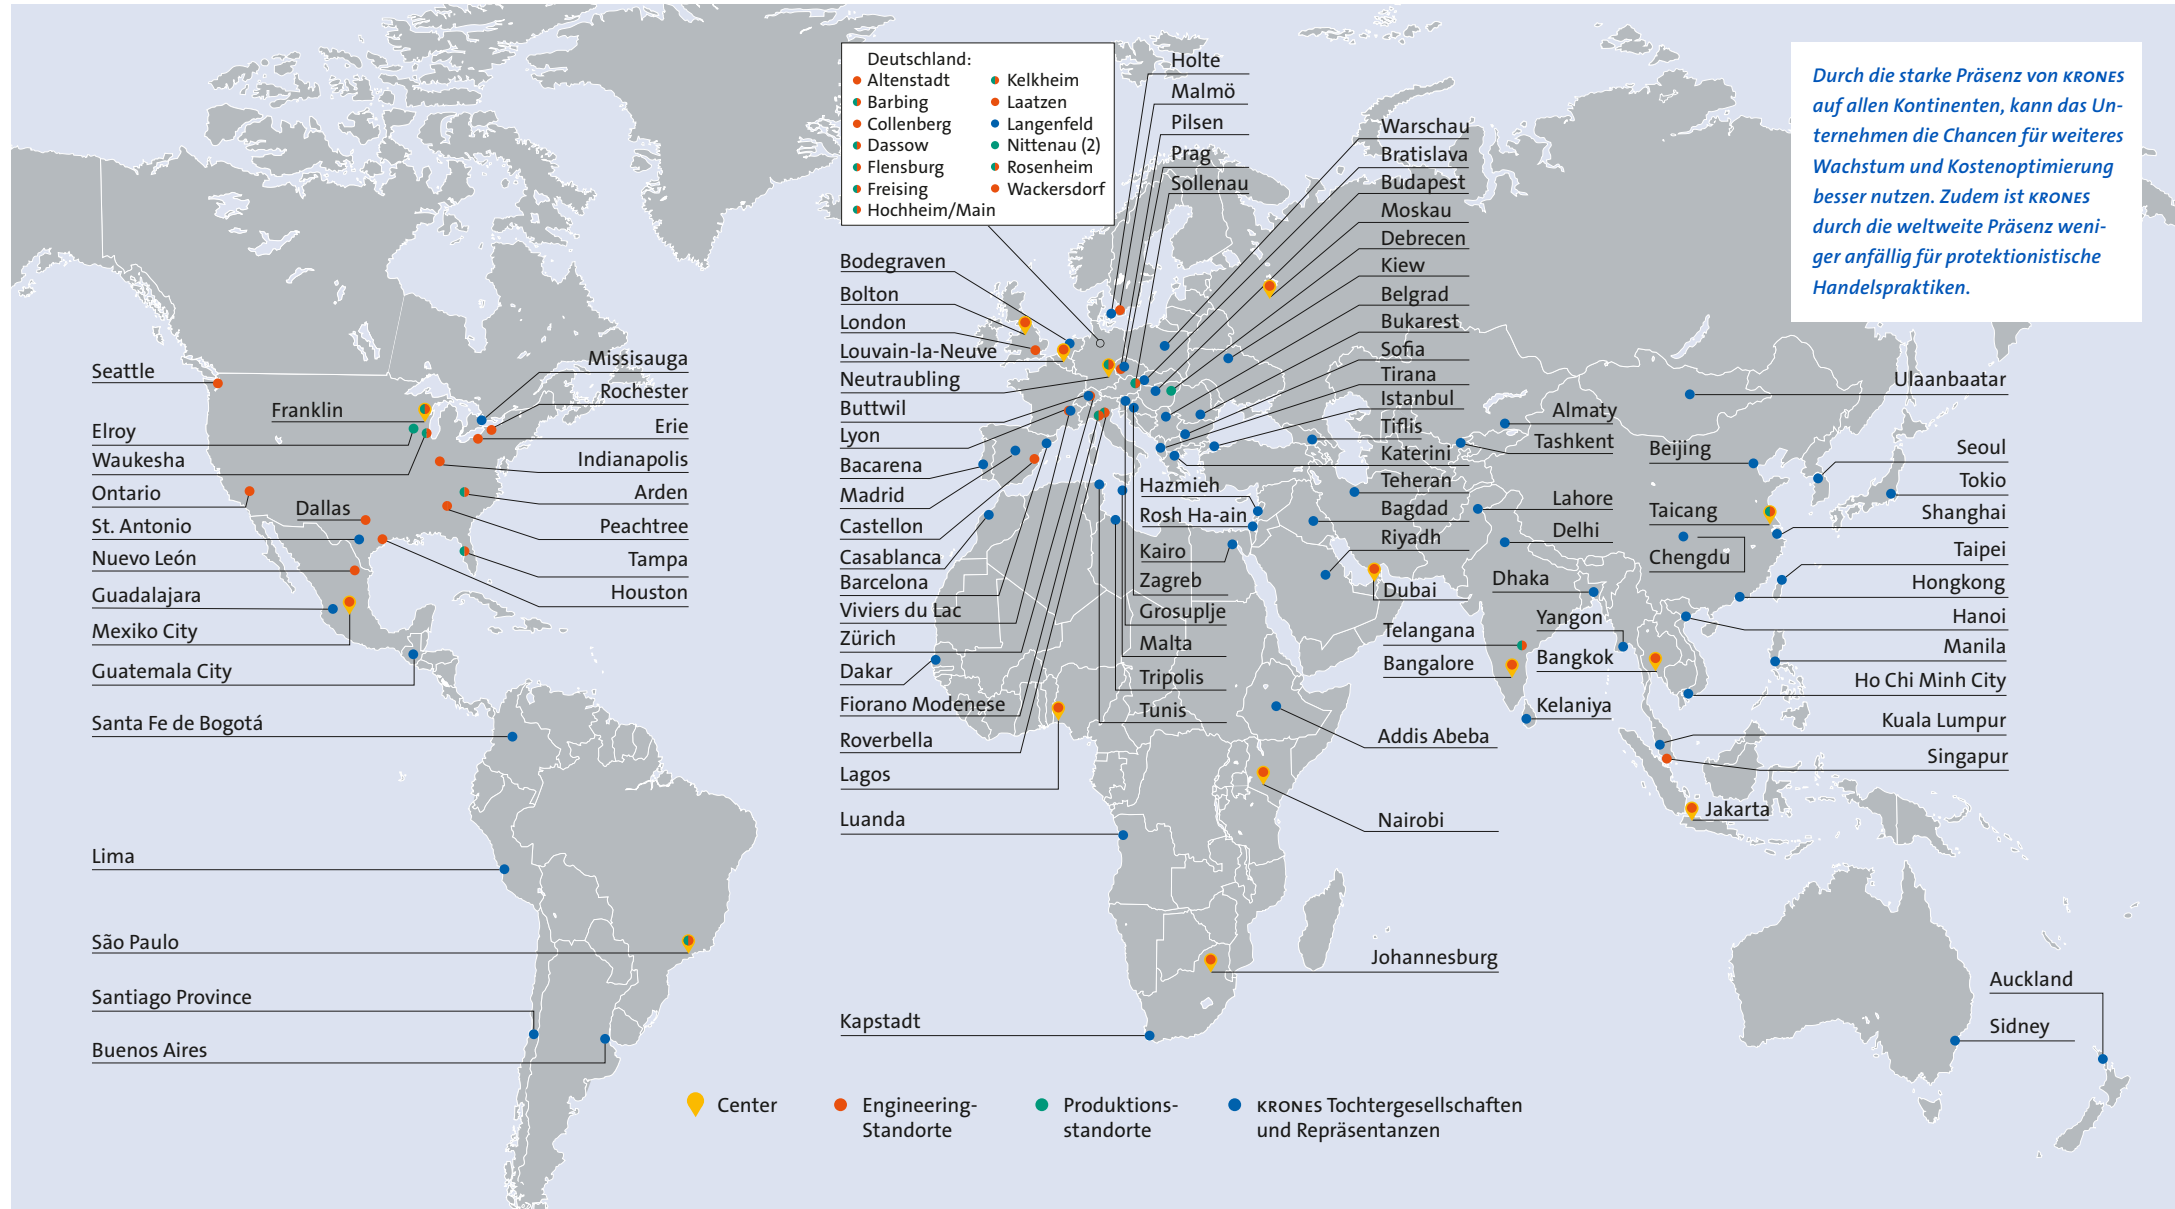 Deutschland:
Altenstadt
Barbing
Collenberg
Dassow
Flensburg
Freising
Hochheim/Main
Kelkheim
Laatzen
Langenfeld
Nittenau (2)
Rosenheim
Wackersdorf
Durch die starke Präsenz von KRONES
auf allen Kontinenten, kann das Un-
ternehmen die Chancen für weiteres
Wachstum und Kostenoptimierung
besser nutzen. Zudem ist KRONES
durch die weltweite Präsenz weni-
ger anfällig für protektionistische
Handelspraktiken.
Seattle
Franklin
Elroy
Waukesha
Ontario
Dallas
St. Antonio
Nuevo León
Guadalajara
Mexiko City
Guatemala City
Santa Fe de Bogotá
Lima
São Paulo
Santiago Province
Buenos Aires
Missisauga
Rochester
Erie
Indianapolis
Arden
Peachtree
Tampa
Houston
Bodegraven
Bolton
London
Louvain-la-Neuve
Neutraubling
Buttwil
Lyon
Bacarena
Madrid
Castellon
Casablanca
Barcelona
Viviers du Lac
Zürich
Dakar
Fiorano Modenese
Roverbella
Lagos
Luanda
Kapstadt
Holte
Malmö
Pilsen
Prag
Sollenau
Warschau
Bratislava
Budapest
Moskau
Debrecen
Kiew
Belgrad
Bukarest
Sofia
Tirana
Istanbul
Tiflis
Katerini
Teheran
Bagdad
Riyadh
Dubai
Hazmieh
Rosh Ha-ain
Kairo
Zagreb
Grosuplje
Malta
Tripolis
Tunis
Telangana
Bangalore
Addis Abeba
Nairobi
Johannesburg
Almaty
Tashkent
Lahore
Delhi
Dhaka
Yangon
Bangkok
Kelaniya
Beijing
Taicang
Chengdu
Jakarta
Ulaanbaatar
Seoul
Tokio
Shanghai
Taipei
Hongkong
Hanoi
Manila
Ho Chi Minh City
Kuala Lumpur
Singapur
Auckland
Sidney
Center
Engineering-
Standorte
Produktions-
standorte
KRONES Tochtergesellschaften
und Repräsentanzen